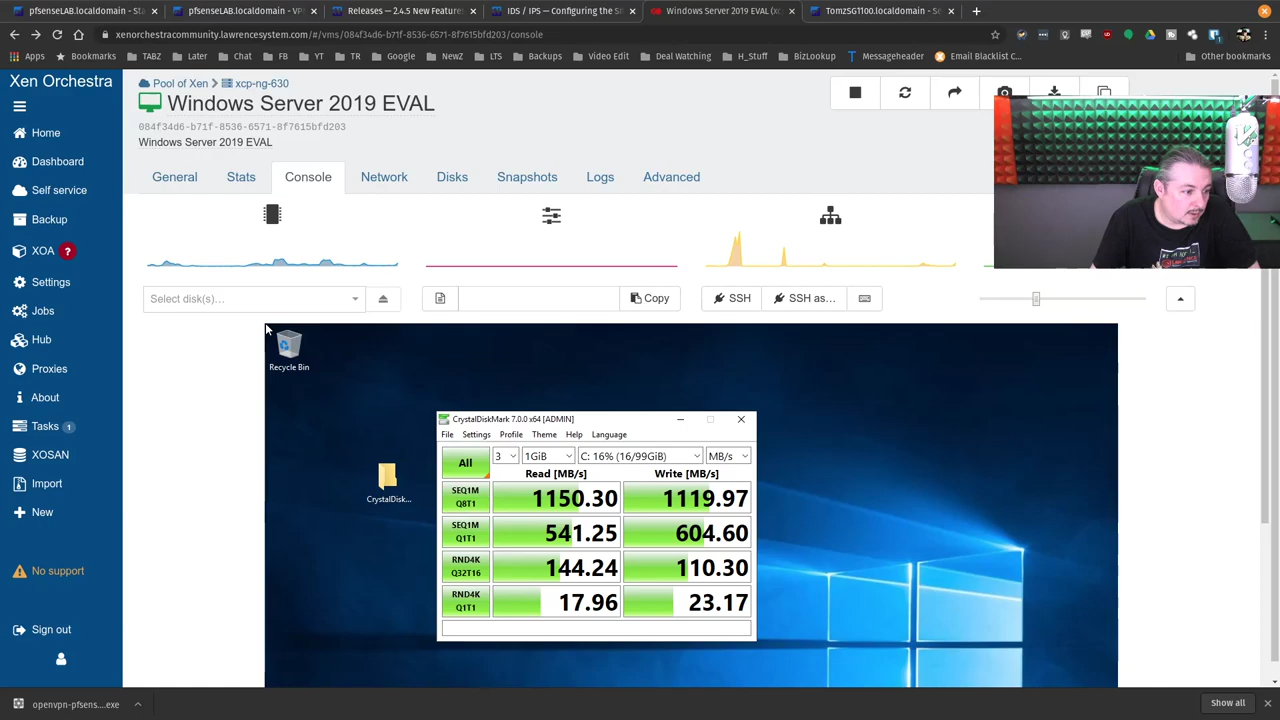 pfsenseLAB.localdomain - Sta
pfsenseLAB.localdomain - VP
Releases — 2.4.5 New Features
IDS / IPS — Configuring the S
Windows Server 2019 EVAL (xc
TomzSG1100.localdomain - Se
xenorchestracommunity.lawrencesystem.com/#/vms/084f34d6-b71f-8536-6571-8f7615bfd203/console
Apps
Bookmarks
TABZ
Later
Chat
FB
YT
TR
Google
NewZ
LTS
Backups
Video Edit
Deal Watching
H_Stuff
BizLookup
Messageheader
Email Blacklist C...
Other bookmarks
Xen Orchestra
Home
Dashboard
Self service
Backup
XOA ?
Settings
Jobs
Hub
Proxies
About
Tasks 1
XOSAN
Import
New
No support
Sign out
Pool of Xen
xcp-ng-630
Windows Server 2019 EVAL
084f34d6-b71f-8536-6571-8f7615bfd203
Windows Server 2019 EVAL
General
Stats
Console
Network
Disks
Snapshots
Logs
Advanced
Select disk(s)…
Copy
SSH
SSH as…
Recycle Bin
CrystalDisk...
CrystalDiskMark 7.0.0 x64 [ADMIN]
File Settings Profile Theme Help Language
All
3
1GiB
C: 16% (16/99GiB)
MB/s
Read [MB/s]
Write [MB/s]
SEQ1M
Q8T1
1150.30
1119.97
SEQ1M
Q1T1
541.25
604.60
RND4K
Q32T16
144.24
110.30
RND4K
Q1T1
17.96
23.17
openvpn-pfsens....exe
Show all